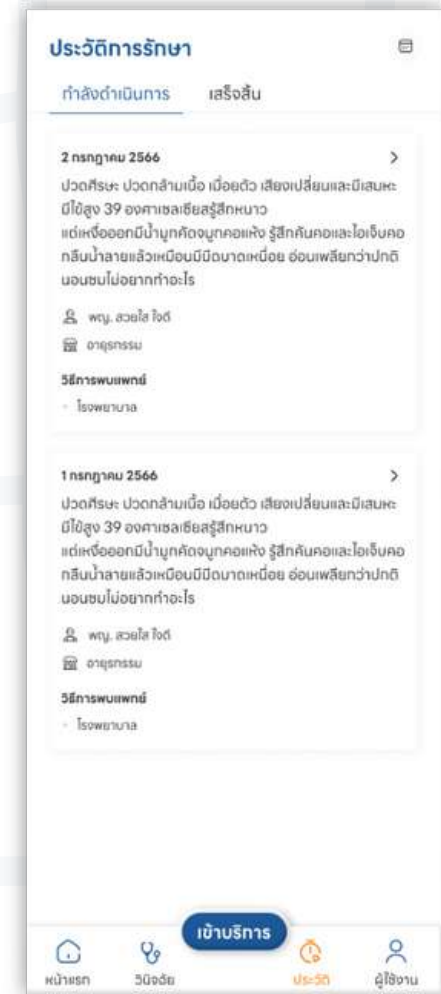 ประวัติการรักษา
กำลังดำเนินการ เสร็จสิ้น
2 กรกฎาคม 2566
ปวดศีรษะ ปวดกล้ามเนื้อ เมื่อยตัว เสียงเปลี่ยนและมีเสมหะ
มีไข้สูง 39 องศาเซลเซียสรู้สึกหนาว
แต่เหงื่ออออกมีน้ำมูกคัดจมูกคอแห้ง รู้สึกคันคอและไอเจ็บคอ
กลืนน้ำลายแล้วเหมือนมีมีดบาดเหนื่อย อ่อนเพลียกว่าปกติ
นอนซมไม่อยากทำอะไร
พญ. สวยใส ใจดี
อายุรกรรม
วิธีการพบแพทย์
โรงพยาบาล
1 กรกฎาคม 2566
ปวดศีรษะ ปวดกล้ามเนื้อ เมื่อยตัว เสียงเปลี่ยนและมีเสมหะ
มีไข้สูง 39 องศาเซลเซียสรู้สึกหนาว
แต่เหงื่อออกมีน้ำมูกคัดจมูกคอแห้ง รู้สึกคันคอและไอเจ็บคอ
กลืนน้ำลายแล้วเหมือนมีมีดบาดเหนื่อย อ่อนเพลียกว่าปกติ
นอนซมไม่อยากทำอะไร
พญ. สวยใส ใจดี
อายุรกรรม
วิธีการพบแพทย์
โรงพยาบาล
เข้าบริการ
หน้าแรก วินิจฉัย ประวัติ ผู้ใช้งาน